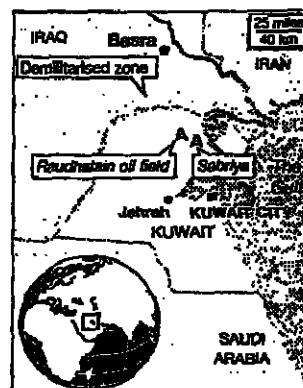 25 miles
40 km
IRAQ
Basra
IRAN
Demilitarised zone
Raudhatain oil field
Sabriya
Jahrah
KUWAIT CITY
KUWAIT
SAUDI
ARABIA